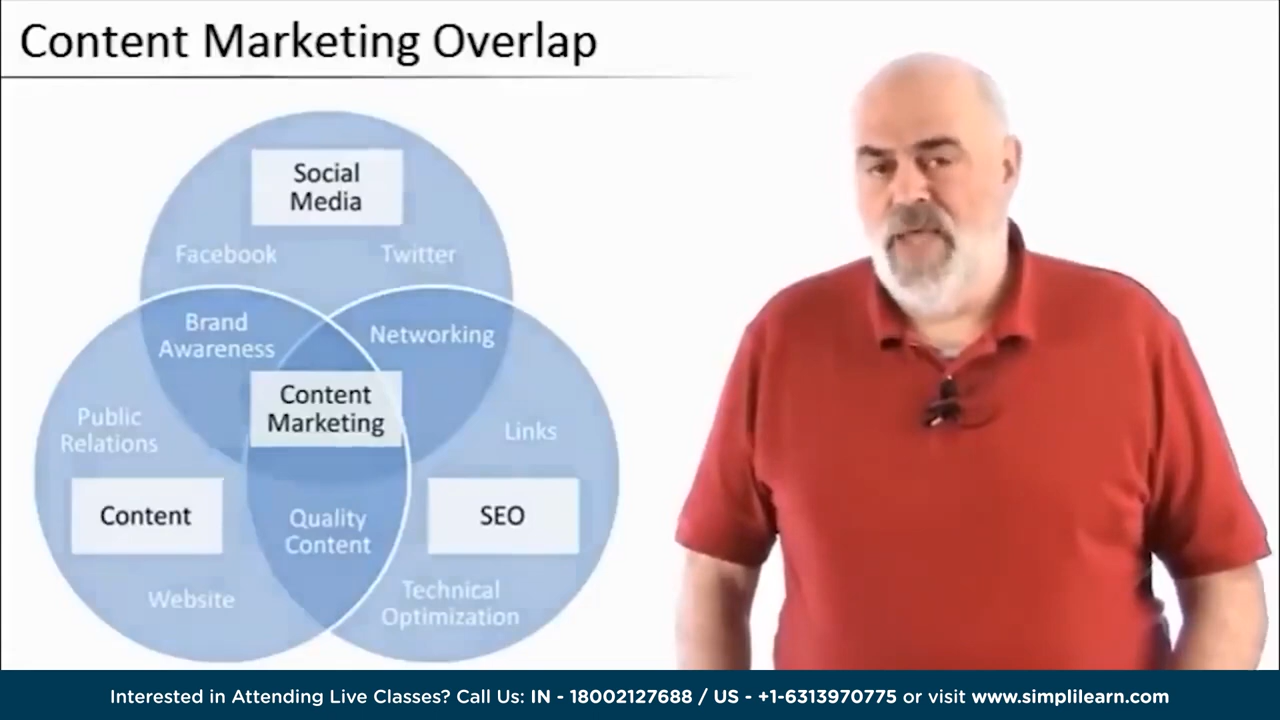 Content Marketing Overlap
Social
Media
Facebook
Twitter
Brand
Awareness
Networking
Content
Marketing
Public
Relations
Links
Content
SEO
Quality
Content
Website
Technical
Optimization
Interested in Attending Live Classes? Call Us: IN - 18002127688 / US - +1-6313970775 or visit www.simplilearn.com